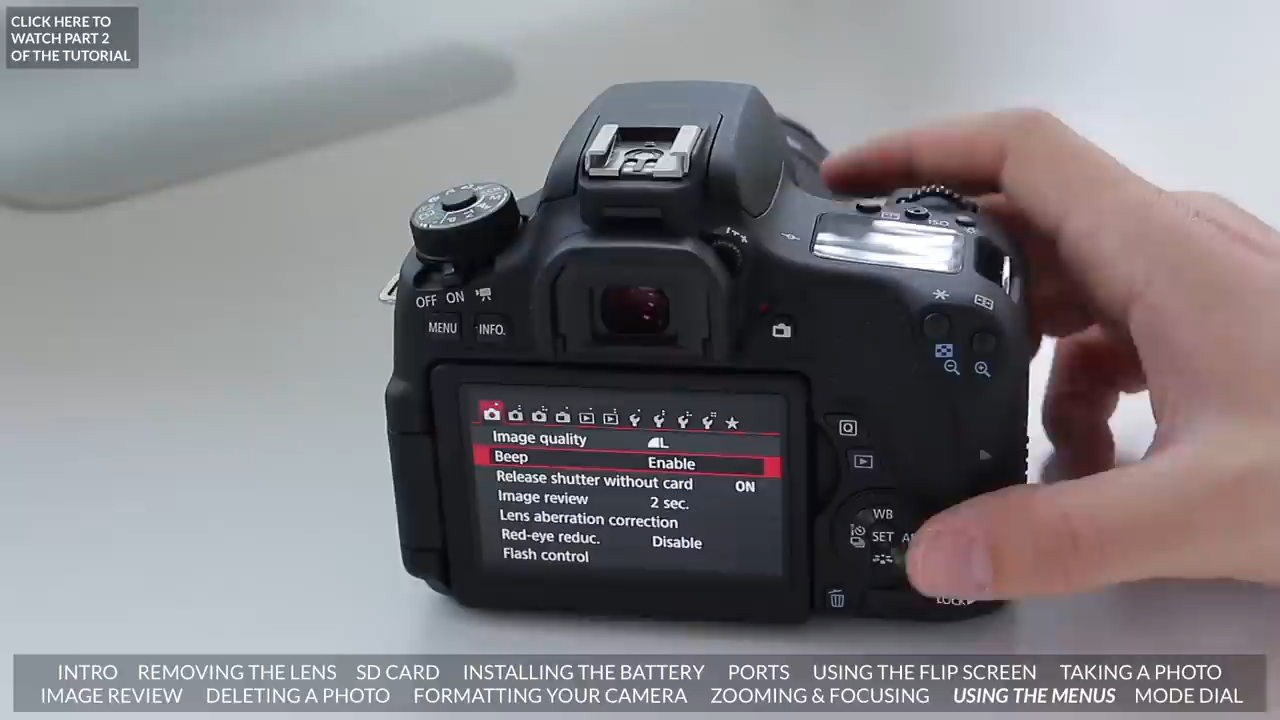 CLICK HERE TO
WATCH PART 2
OF THE TUTORIAL
OFF ON
MENU INFO.
ISO
Image quality L
Beep Enable
Release shutter without card ON
Image review 2 sec.
Lens aberration correction
Red-eye reduc. Disable
Flash control
Q
WB
SET
LOCK
INTRO REMOVING THE LENS SD CARD INSTALLING THE BATTERY PORTS USING THE FLIP SCREEN TAKING A PHOTO
IMAGE REVIEW DELETING A PHOTO FORMATTING YOUR CAMERA ZOOMING & FOCUSING USING THE MENUS MODE DIAL